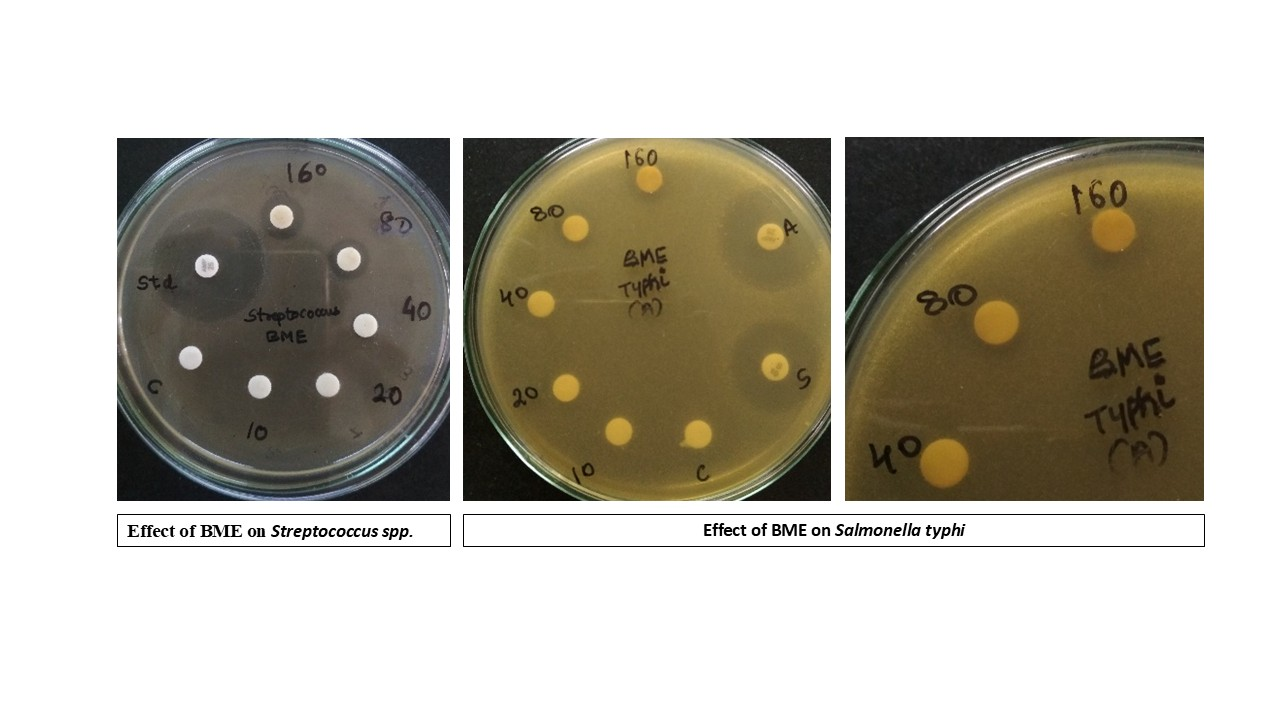 160
80
Std
40
Streptococcus
BME
C
20
10
160
80
A
BME
Typhi
(A)
40
S
20
10
C
160
80
BME
Typhi
(A)
40
Effect of BME on Streptococcus spp.
Effect of BME on Salmonella typhi